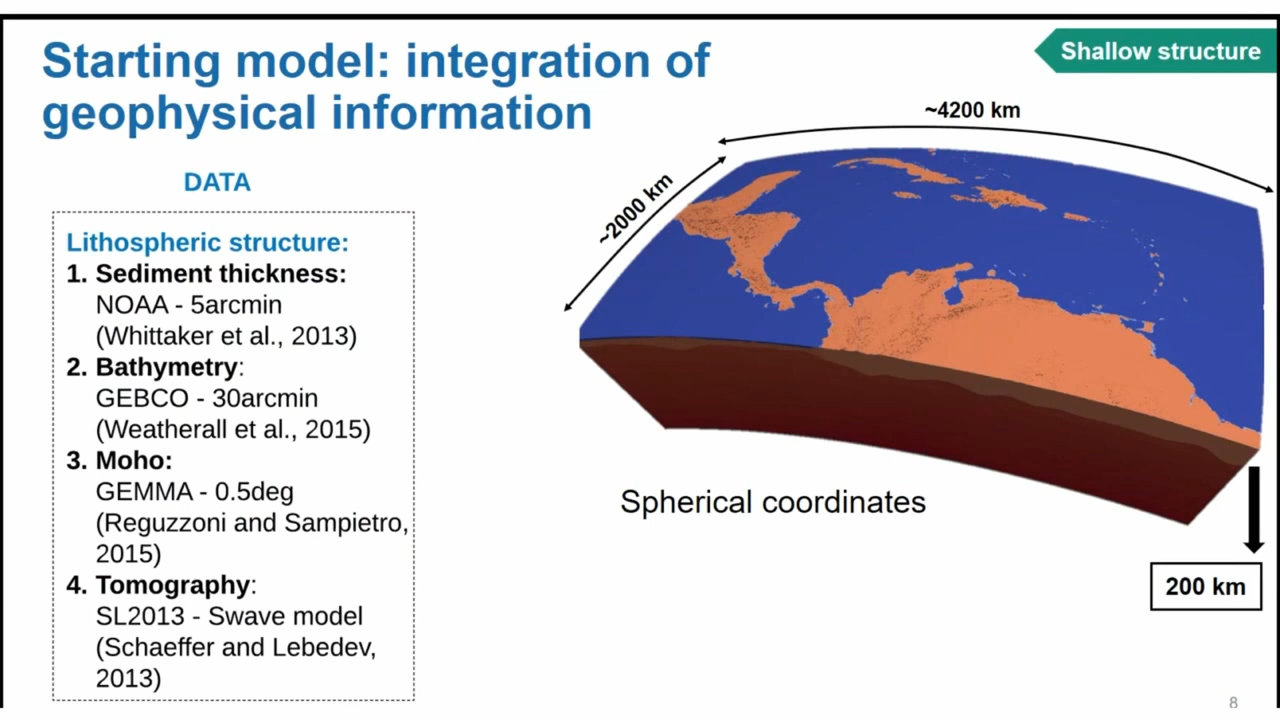 Starting model: integration of
geophysical information
Shallow structure
~4200 km
~2000 km
DATA
Lithospheric structure:
1. Sediment thickness:
NOAA - 5arcmin
(Whittaker et al., 2013)
2. Bathymetry:
GEBCO - 30arcmin
(Weatherall et al., 2015)
3. Moho:
GEMMA - 0.5deg
(Reguzzoni and Sampietro,
2015)
4. Tomography:
SL2013 - Swave model
(Schaeffer and Lebedev,
2013)
Spherical coordinates
200 km
8